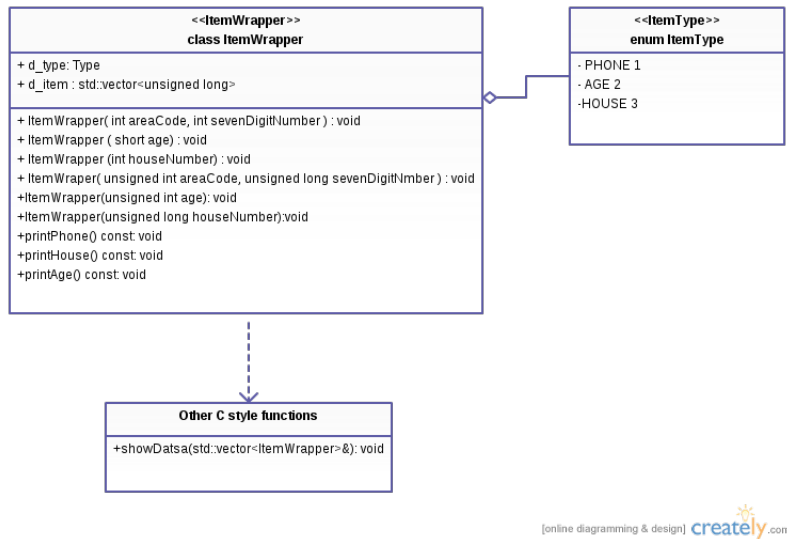 <<ItemWrapper>>
class ItemWrapper
+ d_type: Type
+ d_item : std::vector<unsigned long>
+ ItemWrapper( int areaCode, int sevenDigitNumber ) : void
+ ItemWrapper ( short age) : void
+ ItemWrapper (int houseNumber) : void
+ ItemWraper( unsigned int areaCode, unsigned long sevenDigitNmber ) : void
+ItemWrapper(unsigned int age): void
+ItemWrapper(unsigned long houseNumber):void
+printPhone() const: void
+printHouse() const: void
+printAge() const: void
<<ItemType>>
enum ItemType
- PHONE 1
- AGE 2
-HOUSE 3
Other C style functions
+showDatsa(std::vector<ItemWrapper>&): void
[online diagramming & design] creately.com